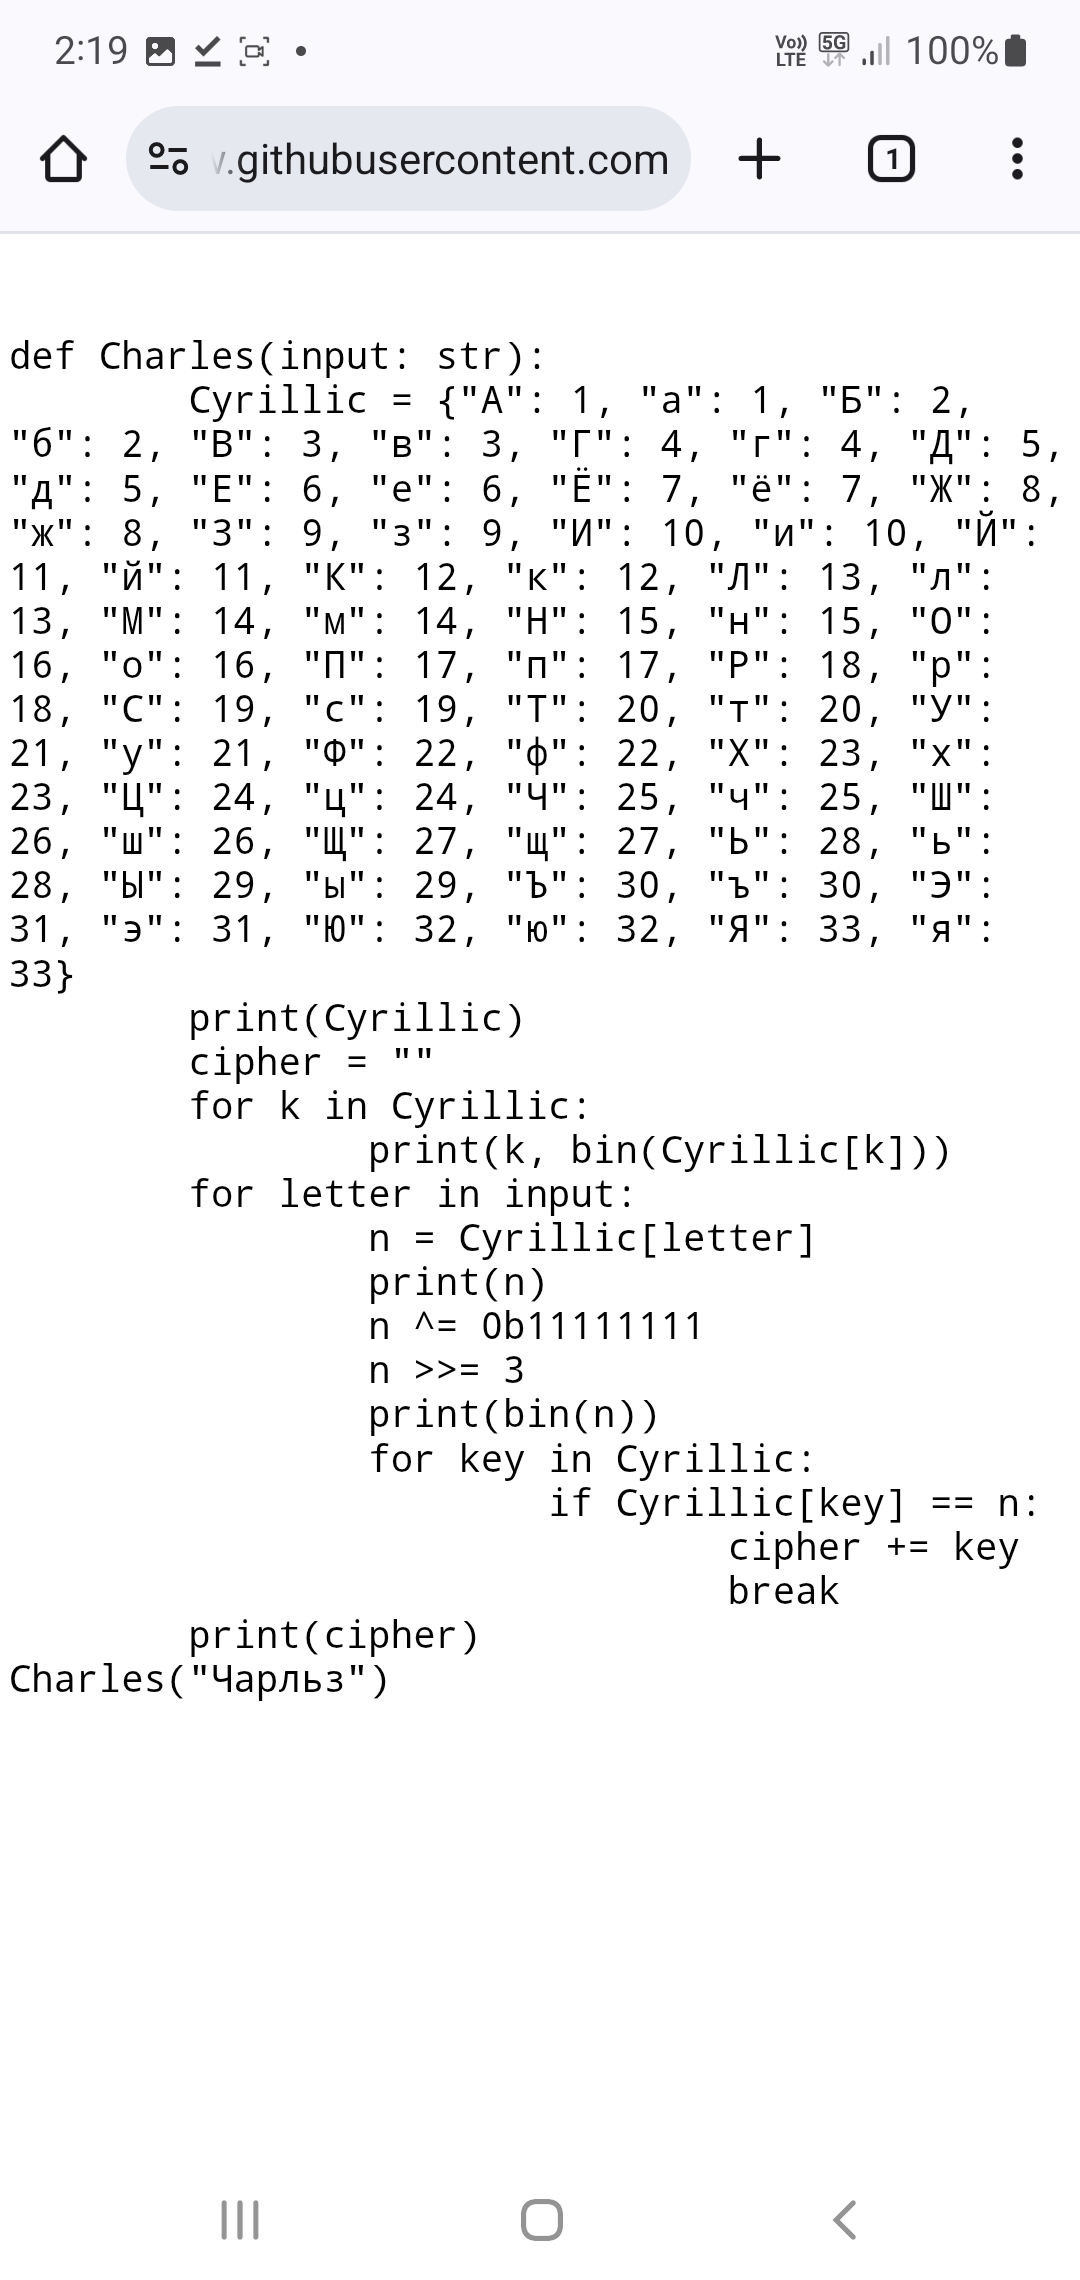 2:19 Vo)) LTE 5G 100%
.githubusercontent.com 1
def Charles(input: str):
Cyrillic = {"А": 1, "а": 1, "Б": 2,
"б": 2, "В": 3, "в": 3, "Г": 4, "г": 4, "Д": 5,
"д": 5, "Е": 6, "е": 6, "Ё": 7, "ё": 7, "Ж": 8,
"ж": 8, "З": 9, "з": 9, "И": 10, "и": 10, "Й":
11, "й": 11, "К": 12, "к": 12, "Л": 13, "л":
13, "М": 14, "м": 14, "Н": 15, "н": 15, "О":
16, "о": 16, "П": 17, "п": 17, "Р": 18, "р":
18, "С": 19, "с": 19, "Т": 20, "т": 20, "У":
21, "у": 21, "Ф": 22, "ф": 22, "Х": 23, "х":
23, "Ц": 24, "ц": 24, "Ч": 25, "ч": 25, "Ш":
26, "ш": 26, "Щ": 27, "щ": 27, "Ь": 28, "ь":
28, "Ы": 29, "ы": 29, "Ъ": 30, "ъ": 30, "Э":
31, "э": 31, "Ю": 32, "ю": 32, "Я": 33, "я":
33}
print(Cyrillic)
cipher = ""
for k in Cyrillic:
print(k, bin(Cyrillic[k]))
for letter in input:
n = Cyrillic[letter]
print(n)
n ^= 0b11111111
n >>= 3
print(bin(n))
for key in Cyrillic:
if Cyrillic[key] == n:
cipher += key
break
print(cipher)
Charles("Чарльз")